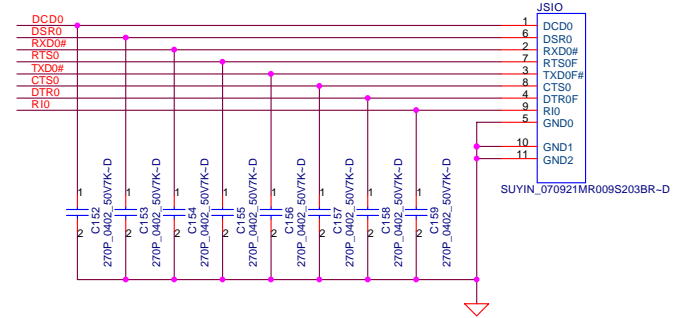 JSIO
DCD0
DSR0
RXD0#
RTS0
TXD0#
CTS0
DTR0
RI0
1 DCD0
6 DSR0
2 RXD0#
7 RTS0F
3 TXD0F#
8 CTS0
4 DTR0F
9 RI0
5 GND0
10 GND1
11 GND2
SUYIN_070921MR009S203BR~D
1 1 1 1 1 1 1 1
2 2 2 2 2 2 2 2
C152
270P_0402_50V7K~D
C153
270P_0402_50V7K~D
C154
270P_0402_50V7K~D
C155
270P_0402_50V7K~D
C156
270P_0402_50V7K~D
C157
270P_0402_50V7K~D
C158
270P_0402_50V7K~D
C159
270P_0402_50V7K~D